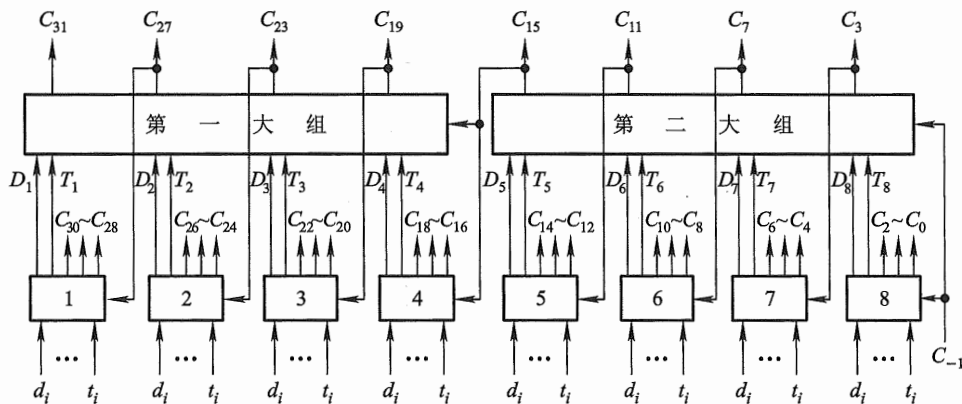 C₃₁ C₂₇ C₂₃ C₁₉ C₁₅ C₁₁ C₇ C₃
第一大组 第二大组
D₁ T₁ D₂ T₂ D₃ T₃ D₄ T₄ D₅ T₅ D₆ T₆ D₇ T₇ D₈ T₈
C₃₀~C₂₈ C₂₆~C₂₄ C₂₂~C₂₀ C₁₈~C₁₆ C₁₄~C₁₂ C₁₀~C₈ C₆~C₄ C₂~C₀
1 2 3 4 5 6 7 8
... ... ... ... ... ... ... ... C₋₁
dᵢ tᵢ dᵢ tᵢ dᵢ tᵢ dᵢ tᵢ dᵢ tᵢ dᵢ tᵢ dᵢ tᵢ dᵢ tᵢ